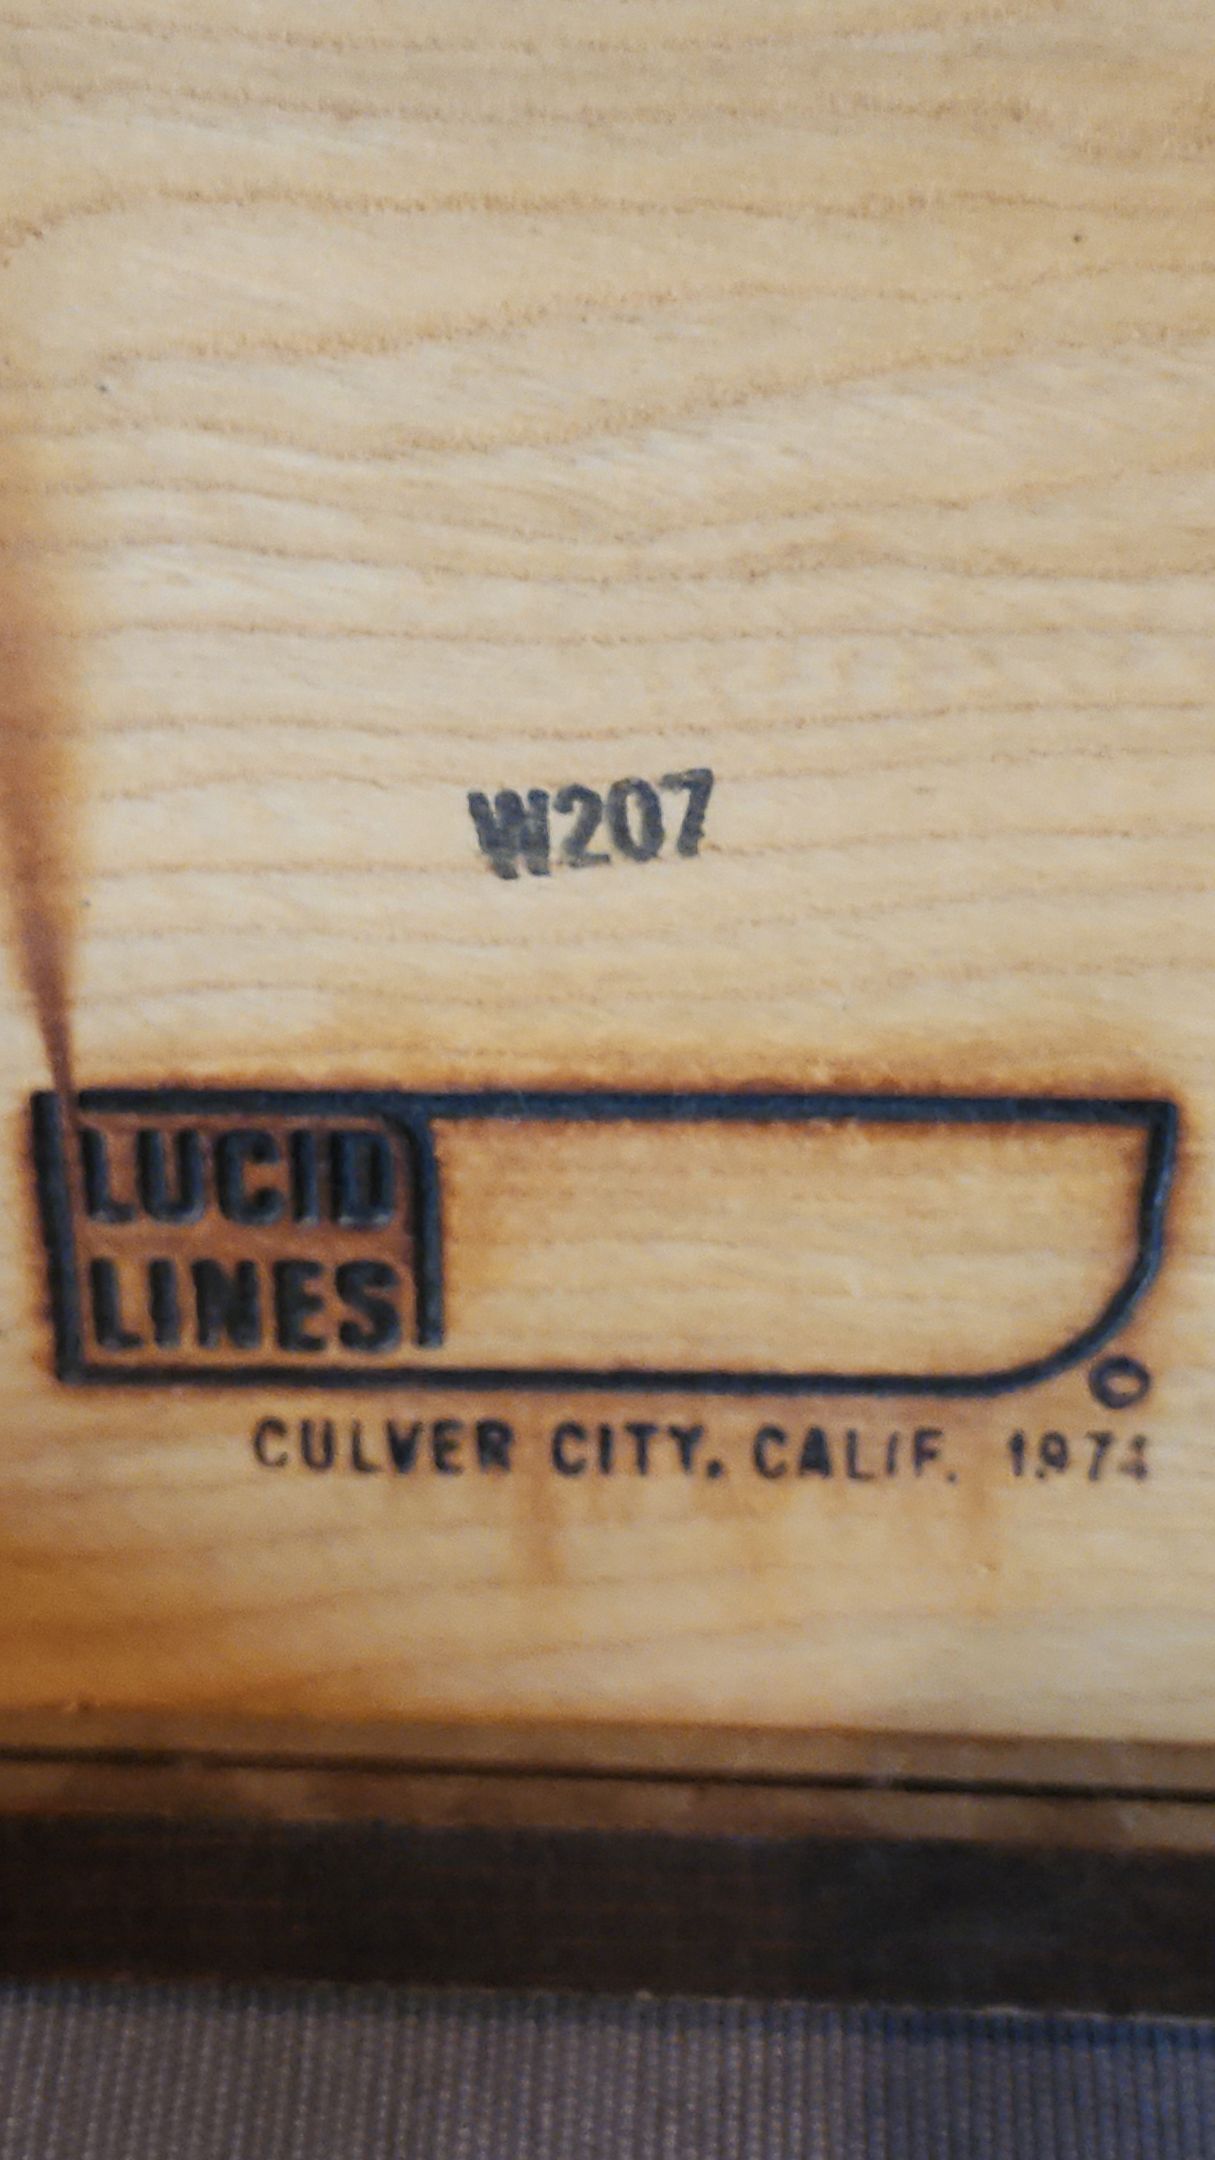 W207
LUCID
LINES
©
CULVER CITY, CALIF. 1974